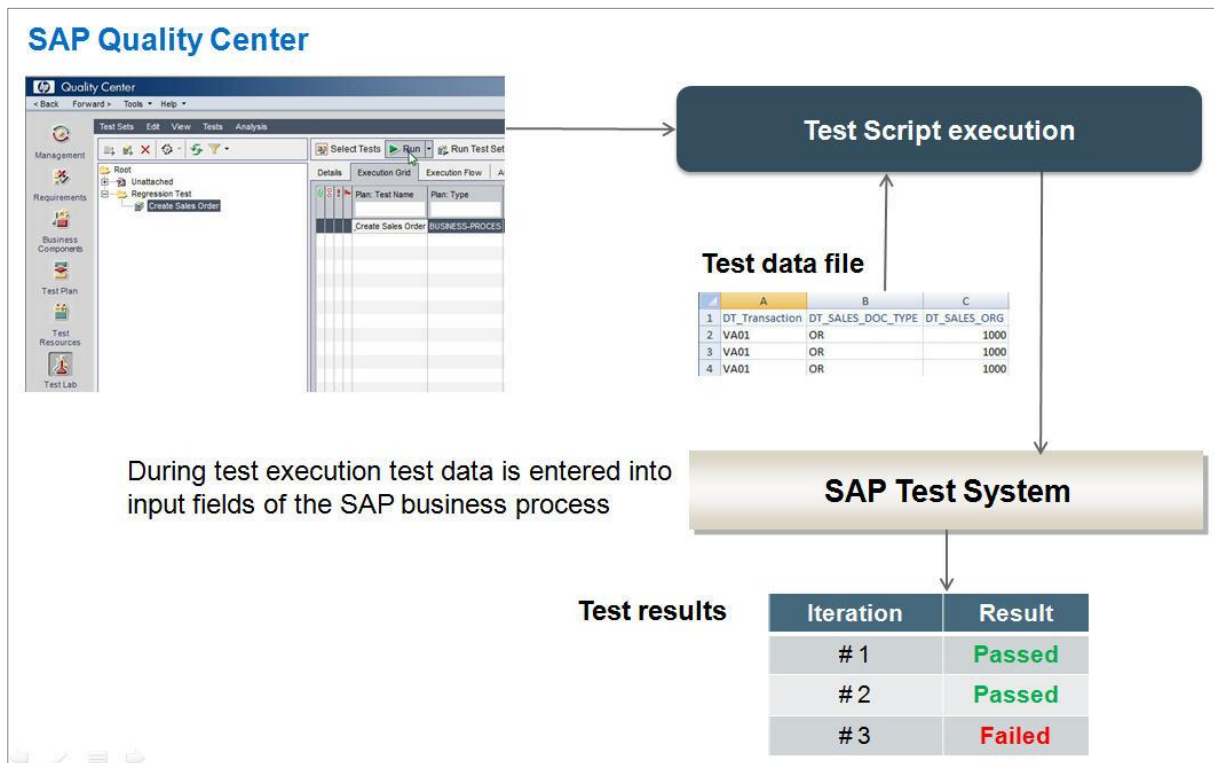 SAP Quality Center
Quality Center
< Back Forward > Tools Help
Test Sets Edit View Tests Analysis
Management
Select Tests Run Run Test Set
Root
Unattached
Regression Test
Create Sales Order
Details Execution Grid Execution Flow
Plan: Test Name Plan: Type
Requirements
_Create Sales Order BUSINESS-PROCES
Business
Components
Test Plan
Test
Resources
Test Lab
Test Script execution
Test data file
A B C
1 DT_Transaction DT_SALES_DOC_TYPE DT_SALES_ORG
2 VA01 OR 1000
3 VA01 OR 1000
4 VA01 OR 1000
During test execution test data is entered into
input fields of the SAP business process
SAP Test System
Test results
Iteration Result
# 1 Passed
# 2 Passed
# 3 Failed